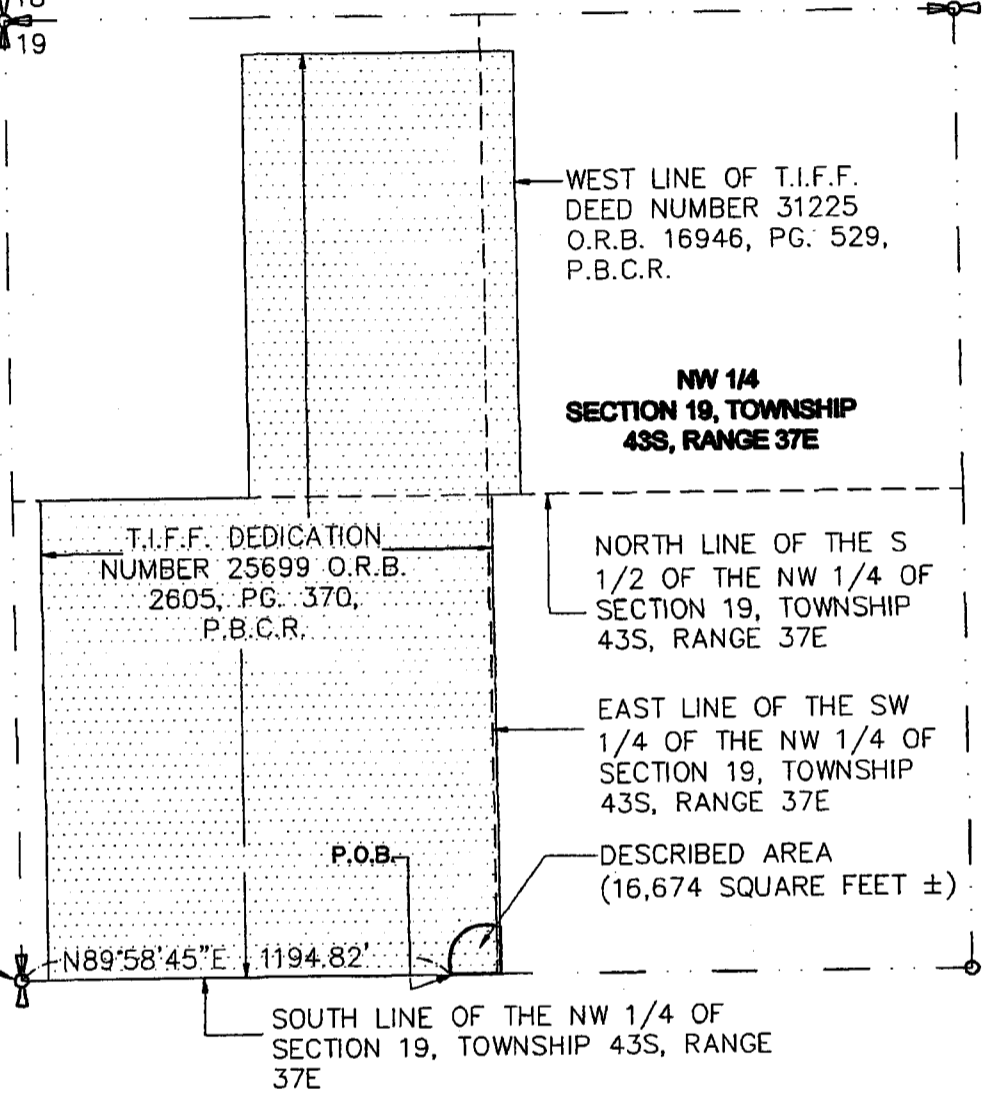 19
WEST LINE OF T.I.F.F.
DEED NUMBER 31225
O.R.B. 16946, PG. 529,
P.B.C.R.
NW 1/4
SECTION 19, TOWNSHIP
43S, RANGE 37E
T.I.F.F. DEDICATION
NUMBER 25699 O.R.B.
2605, PG. 370,
P.B.C.R.
NORTH LINE OF THE S
1/2 OF THE NW 1/4 OF
SECTION 19, TOWNSHIP
43S, RANGE 37E
EAST LINE OF THE SW
1/4 OF THE NW 1/4 OF
SECTION 19, TOWNSHIP
43S, RANGE 37E
P.O.B.
DESCRIBED AREA
(16,674 SQUARE FEET ±)
N89°58'45"E 1194.82'
SOUTH LINE OF THE NW 1/4 OF
SECTION 19, TOWNSHIP 43S, RANGE
37E